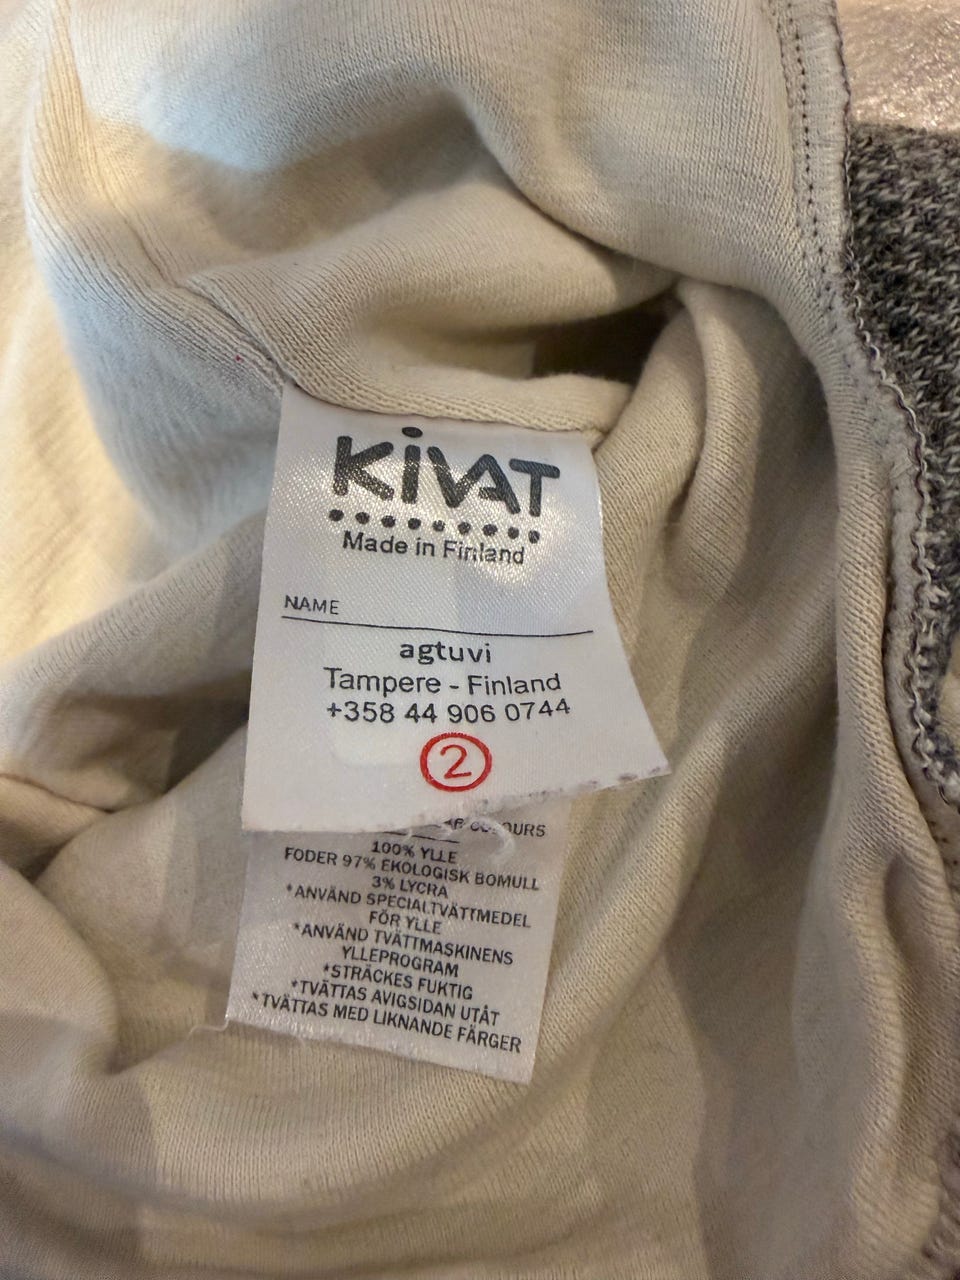 KiVAT
Made in Finland
NAME
agtuvi
Tampere - Finland
+358 44 906 0744
2
COLOURS
100% YLLE
FODER 97% EKOLOGISK BOMULL
3% LYCRA
*ANVÄND SPECIALTVÄTTMEDEL
FÖR YLLE
*ANVÄND TVÄTTMASKINENS
YLLEPROGRAM
*STRÄCKES FUKTIG
*TVÄTTAS AVIGSIDAN UTÅT
*TVÄTTAS MED LIKNANDE FÄRGER